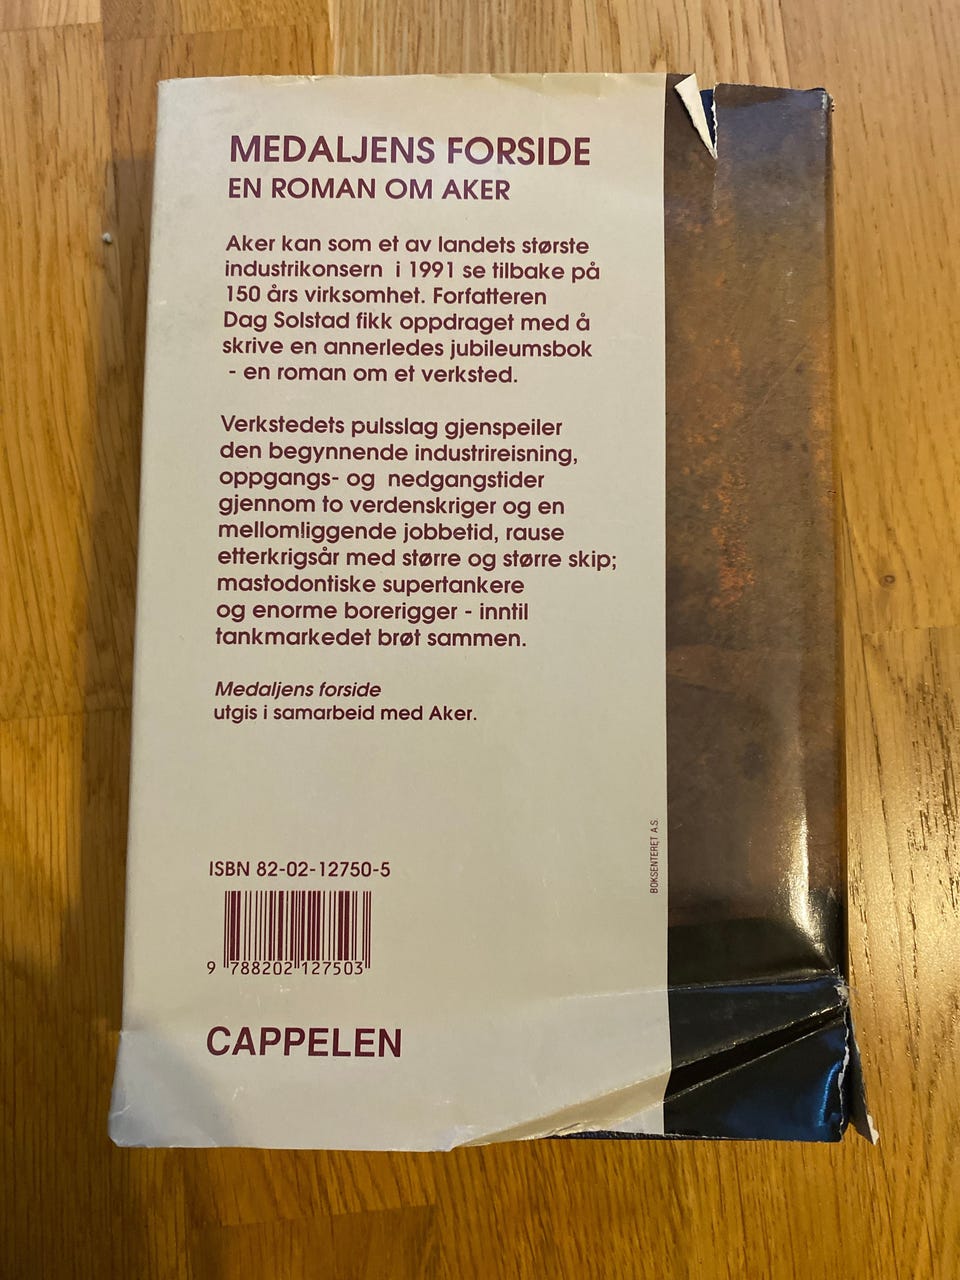 MEDALJENS FORSIDE
EN ROMAN OM AKER
Aker kan som et av landets største
industrikonsern i 1991 se tilbake på
150 års virksomhet. Forfatteren
Dag Solstad fikk oppdraget med å
skrive en annerledes jubileumsbok
- en roman om et verksted.
Verkstedets pulsslag gjenspeiler
den begynnende industrireisning,
oppgangs- og nedgangstider
gjennom to verdenskriger og en
mellomliggende jobbetid, rause
etterkrigsår med større og større skip;
mastodontiske supertankere
og enorme borerigger - inntil
tankmarkedet brøt sammen.
Medaljens forside
utgis i samarbeid med Aker.
BOKSENTERET A.S.
ISBN 82-02-12750-5
9 788202 127503
CAPPELEN